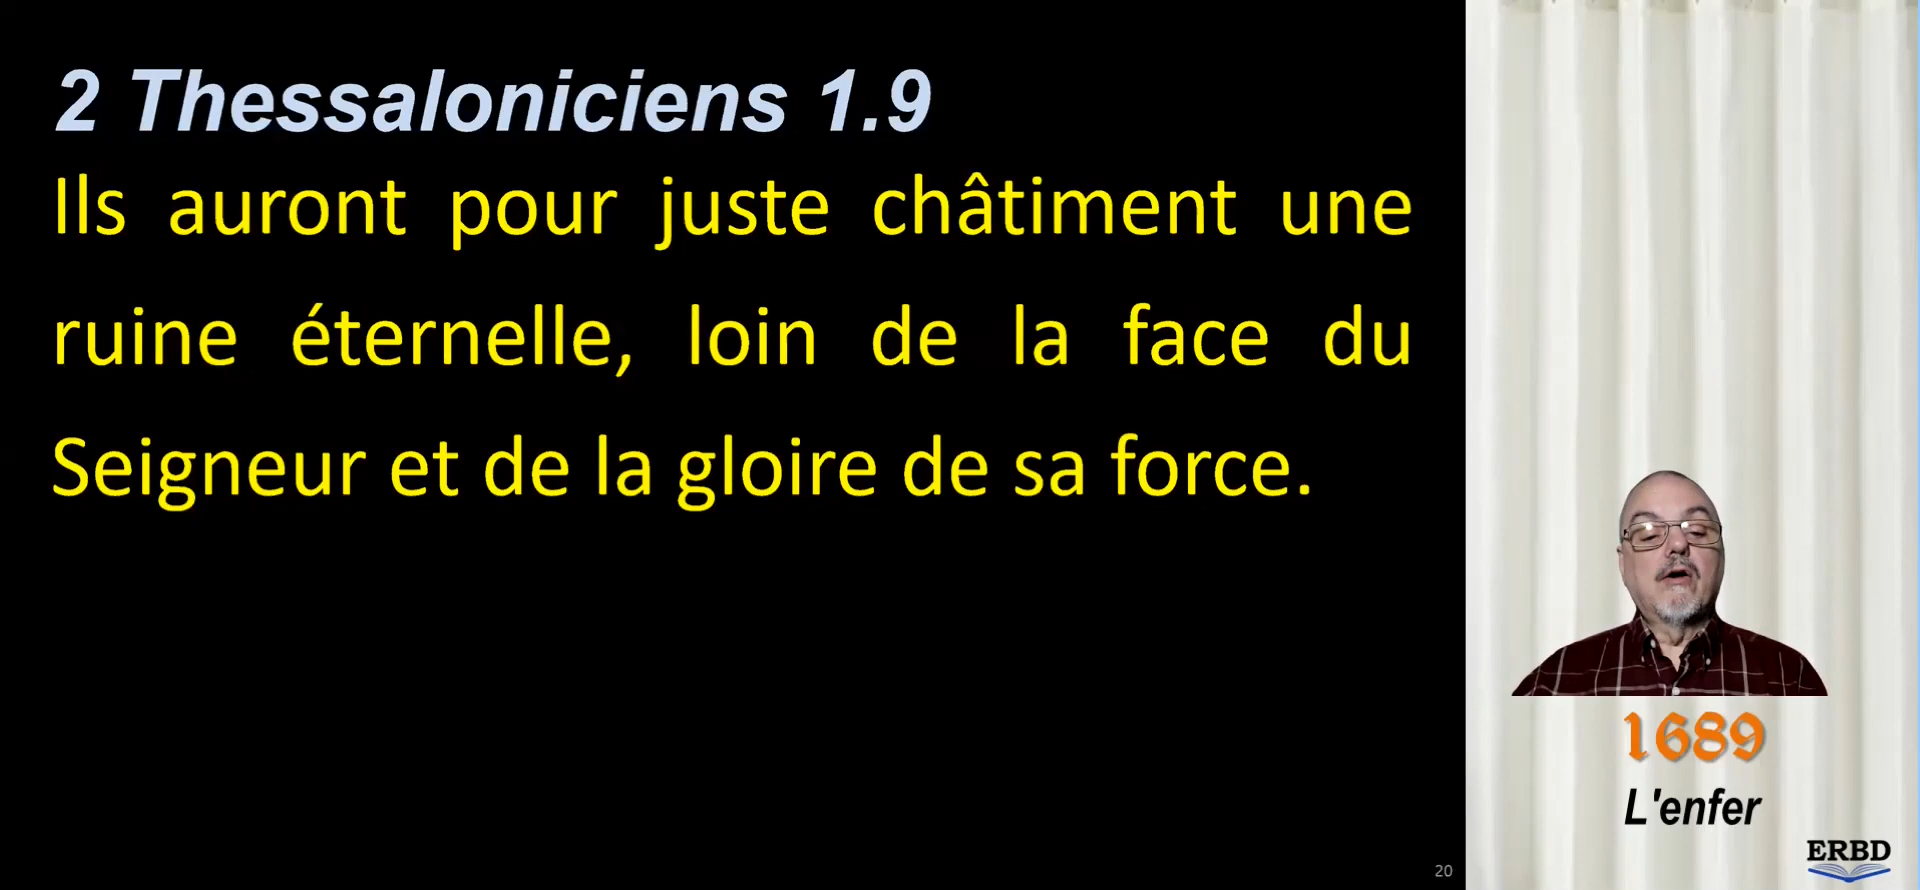 2 Thessaloniciens 1.9
Ils auront pour juste châtiment une
ruine éternelle, loin de la face du
Seigneur et de la gloire de sa force.
20
1689
L'enfer
ERBD